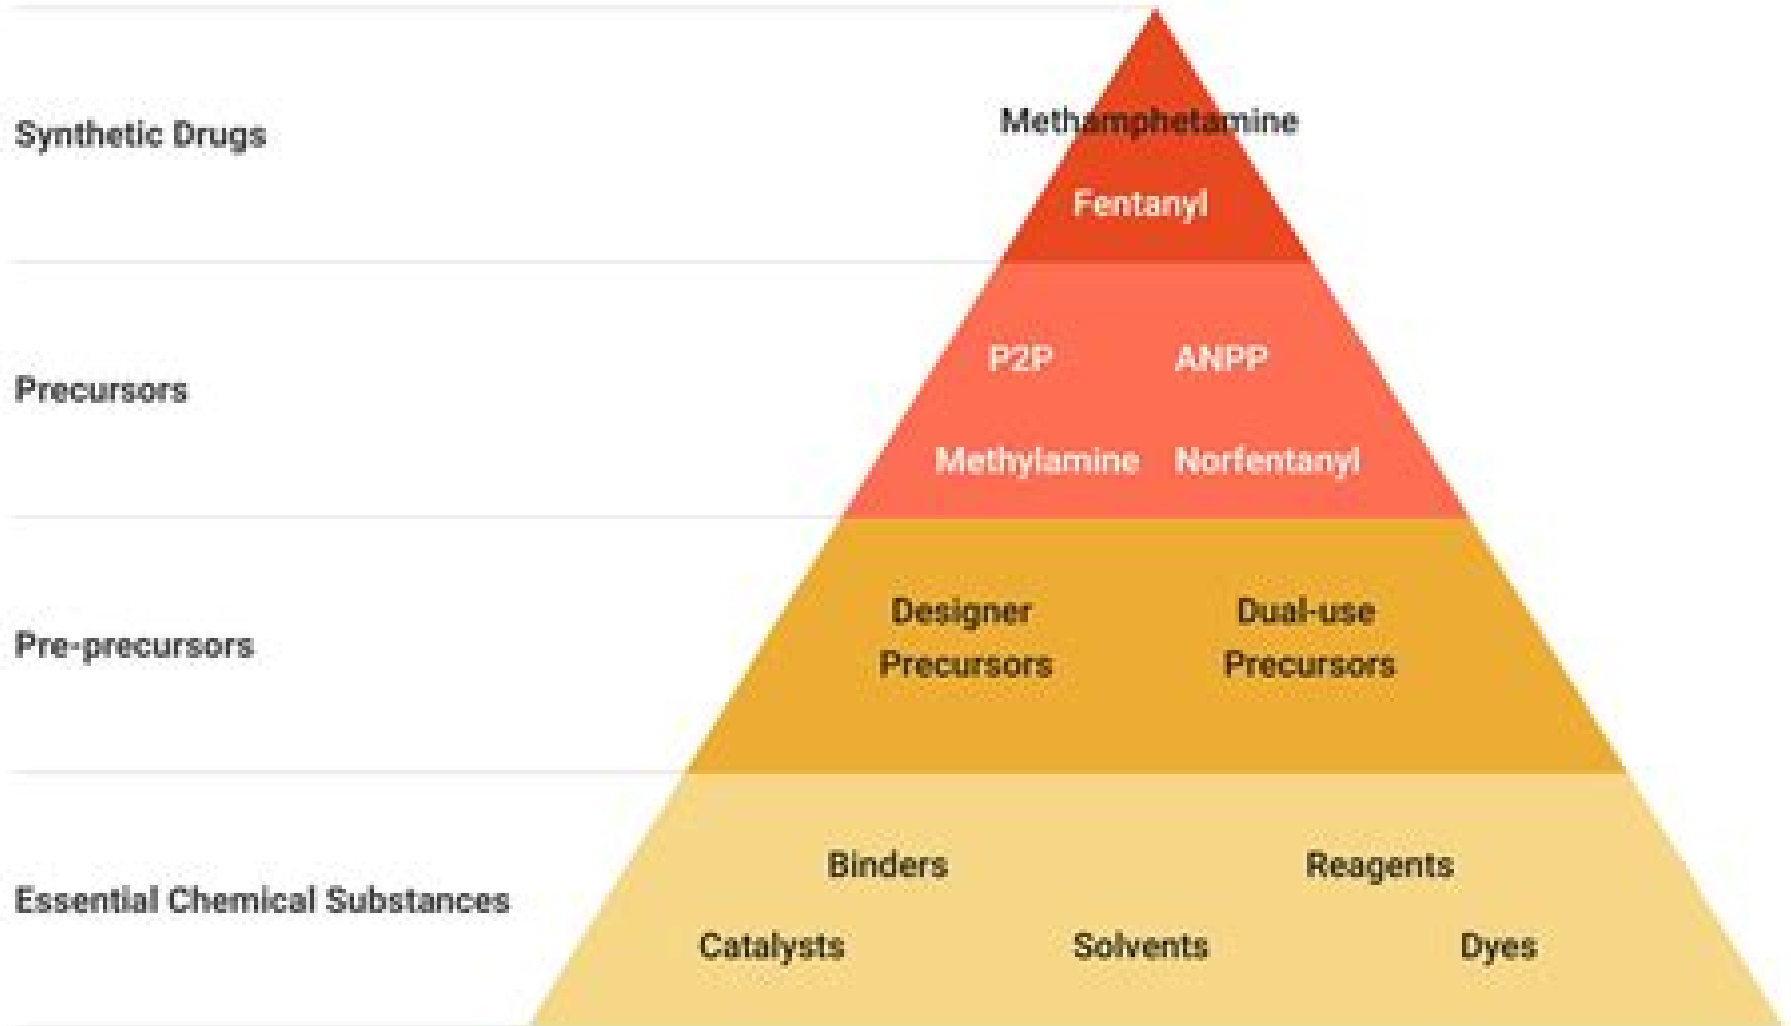 Synthetic Drugs
Methamphetamine
Fentanyl
Precursors
P2P ANPP
Methylamine Norfentanyl
Pre-precursors
Designer Dual-use
Precursors Precursors
Essential Chemical Substances
Binders Reagents
Catalysts Solvents Dyes